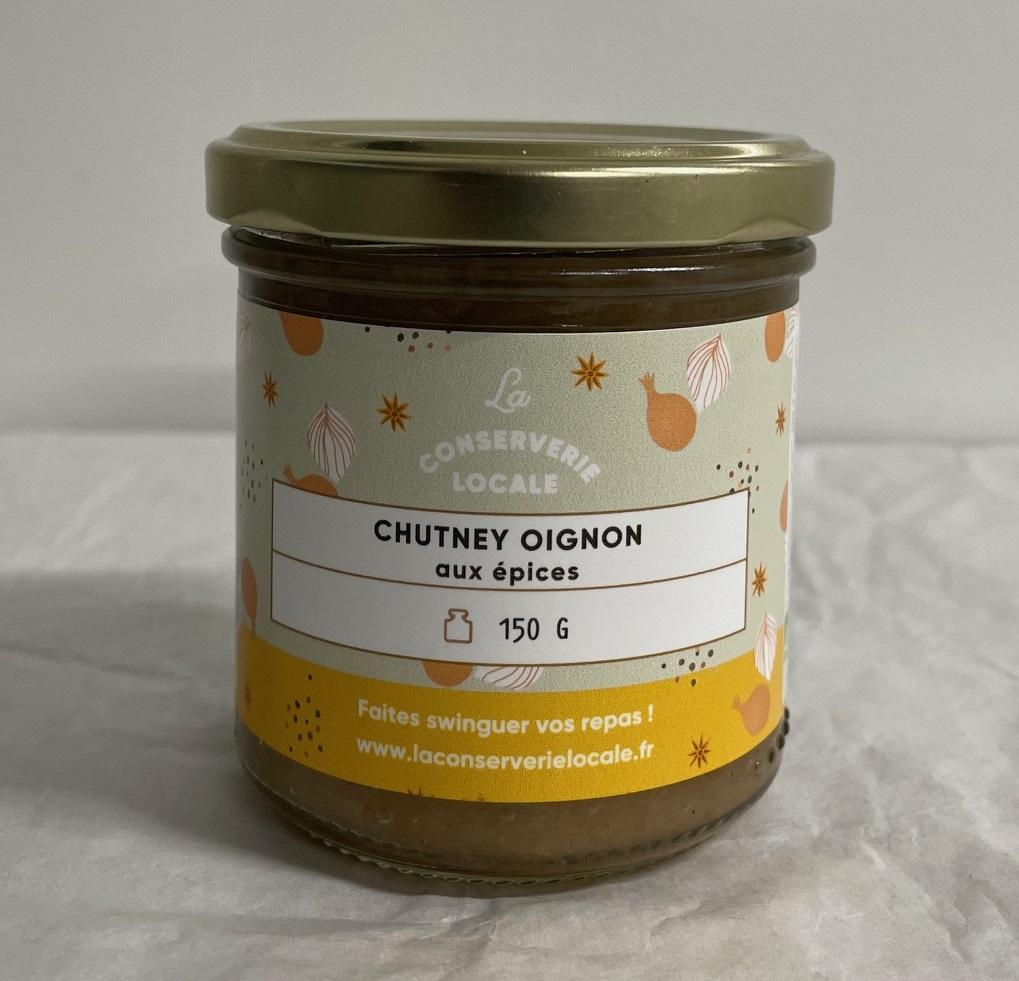 La
CONSERVERIE
LOCALE
CHUTNEY OIGNON
aux épices
150 G
Faites swinguer vos repas !
www.laconserverielocale.fr